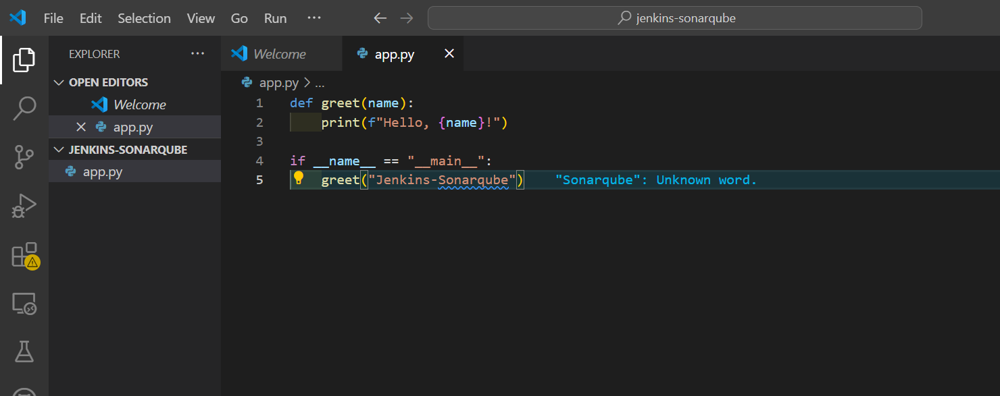 File Edit Selection View Go Run ...
jenkins-sonarqube
EXPLORER ...
OPEN EDITORS
Welcome
app.py
JENKINS-SONARQUBE
app.py
Welcome
app.py
app.py > ...
1 def greet(name):
2     print(f"Hello, {name}!")
3
4 if __name__ == "__main__":
5     greet("Jenkins-Sonarqube")    "Sonarqube": Unknown word.